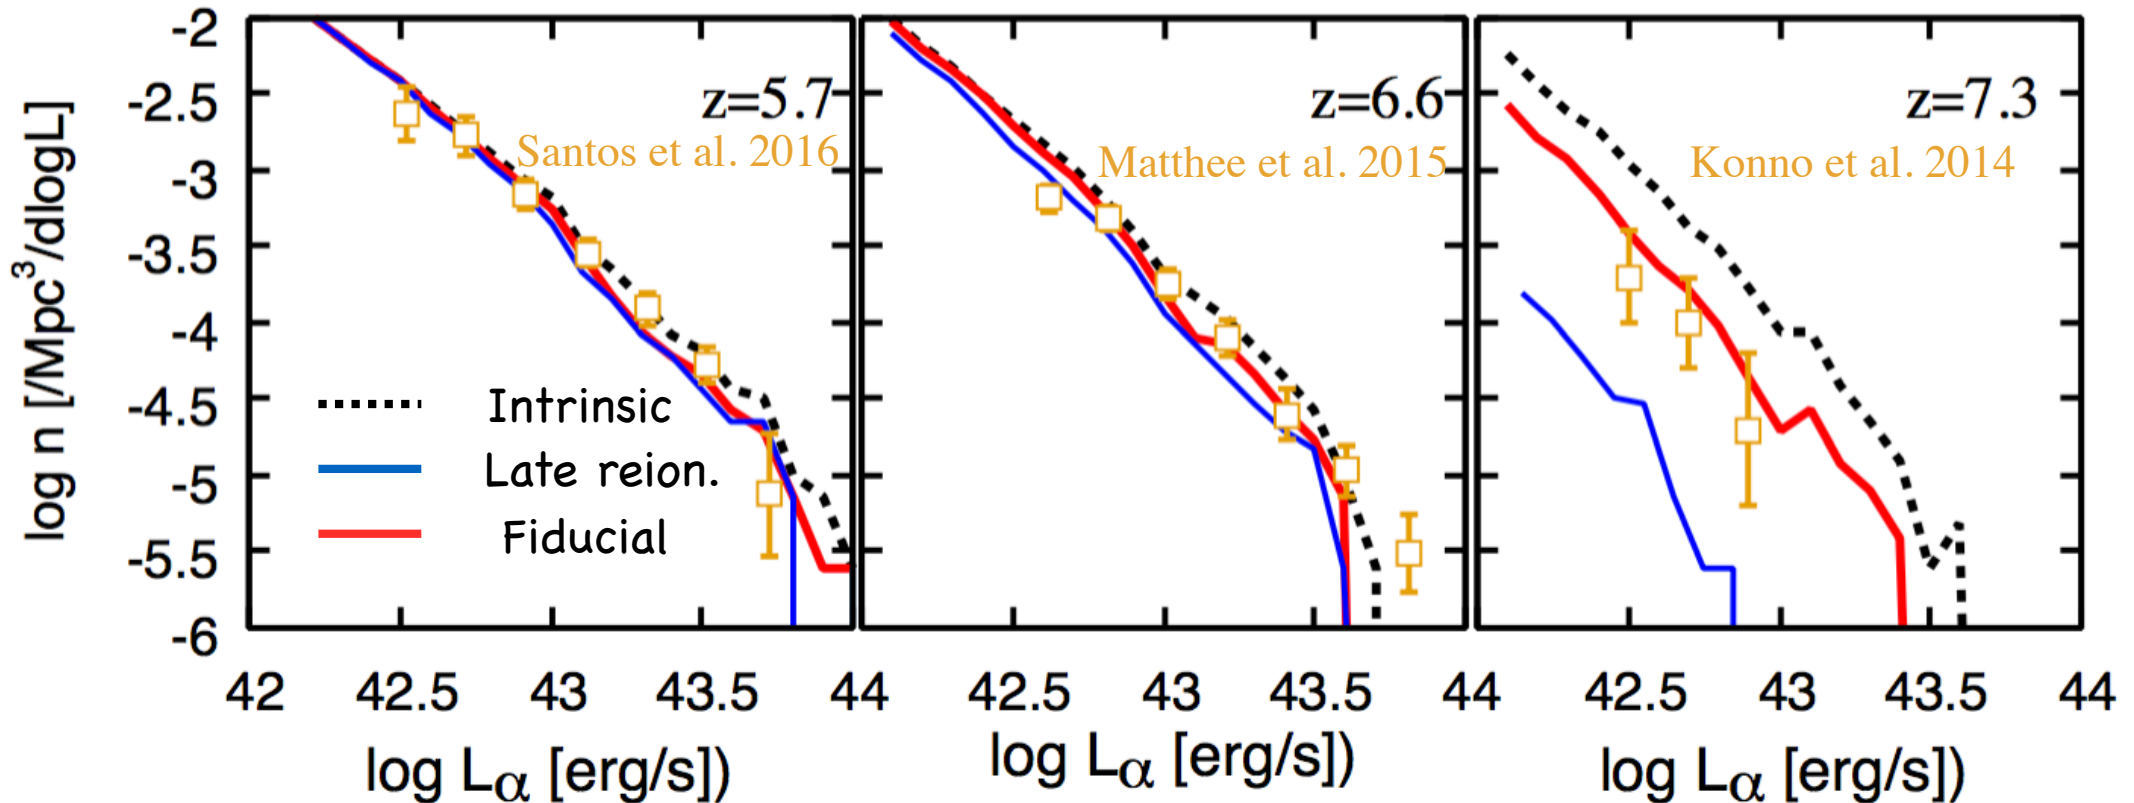 log n [/Mpc³/dlogL]
-2
-2.5
-3
-3.5
-4
-4.5
-5
-5.5
-6
z=5.7
Santos et al. 2016
Intrinsic
Late reion.
Fiducial
z=6.6
Matthee et al. 2015
z=7.3
Konno et al. 2014
42 42.5 43 43.5 44 42.5 43 43.5 44 42.5 43 43.5 44
log Lα [erg/s]) log Lα [erg/s]) log Lα [erg/s])